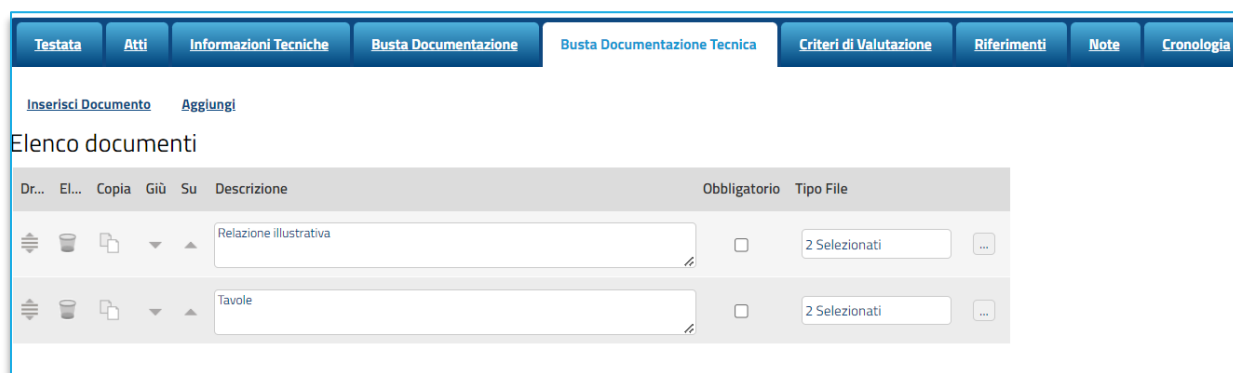 Testata Atti Informazioni Tecniche Busta Documentazione Busta Documentazione Tecnica Criteri di Valutazione Riferimenti Note Cronologia
Inserisci Documento Aggiungi
Elenco documenti
Dr... El... Copia Giù Su Descrizione Obbligatorio Tipo File
Relazione illustrativa 2 Selezionati ...
Tavole 2 Selezionati ...